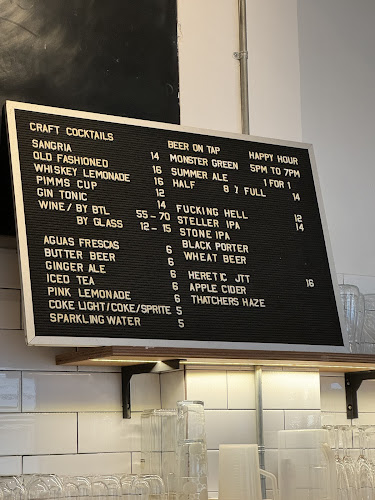 CRAFT COCKTAILS
SANGRIA 14
OLD FASHIONED 16
WHISKEY LEMONADE 16
PIMMS CUP 12
GIN TONIC 14
WINE/ BY BTL 55-70
BY GLASS 12-15
AGUAS FRESCAS 6
BUTTER BEER 6
GINGER ALE 6
ICED TEA 6
PINK LEMONADE 6
COKE LIGHT/COKE/SPRITE 5
SPARKLING WATER 5
BEER ON TAP
MONSTER GREEN
SUMMER ALE
HALF 8 / FULL 14
FUCKING HELL 12
STELLER IPA 14
STONE IPA
BLACK PORTER
WHEAT BEER
HERETIC JTT 16
APPLE CIDER
THATCHERS HAZE
HAPPY HOUR
5PM TO 7PM
1 FOR 1